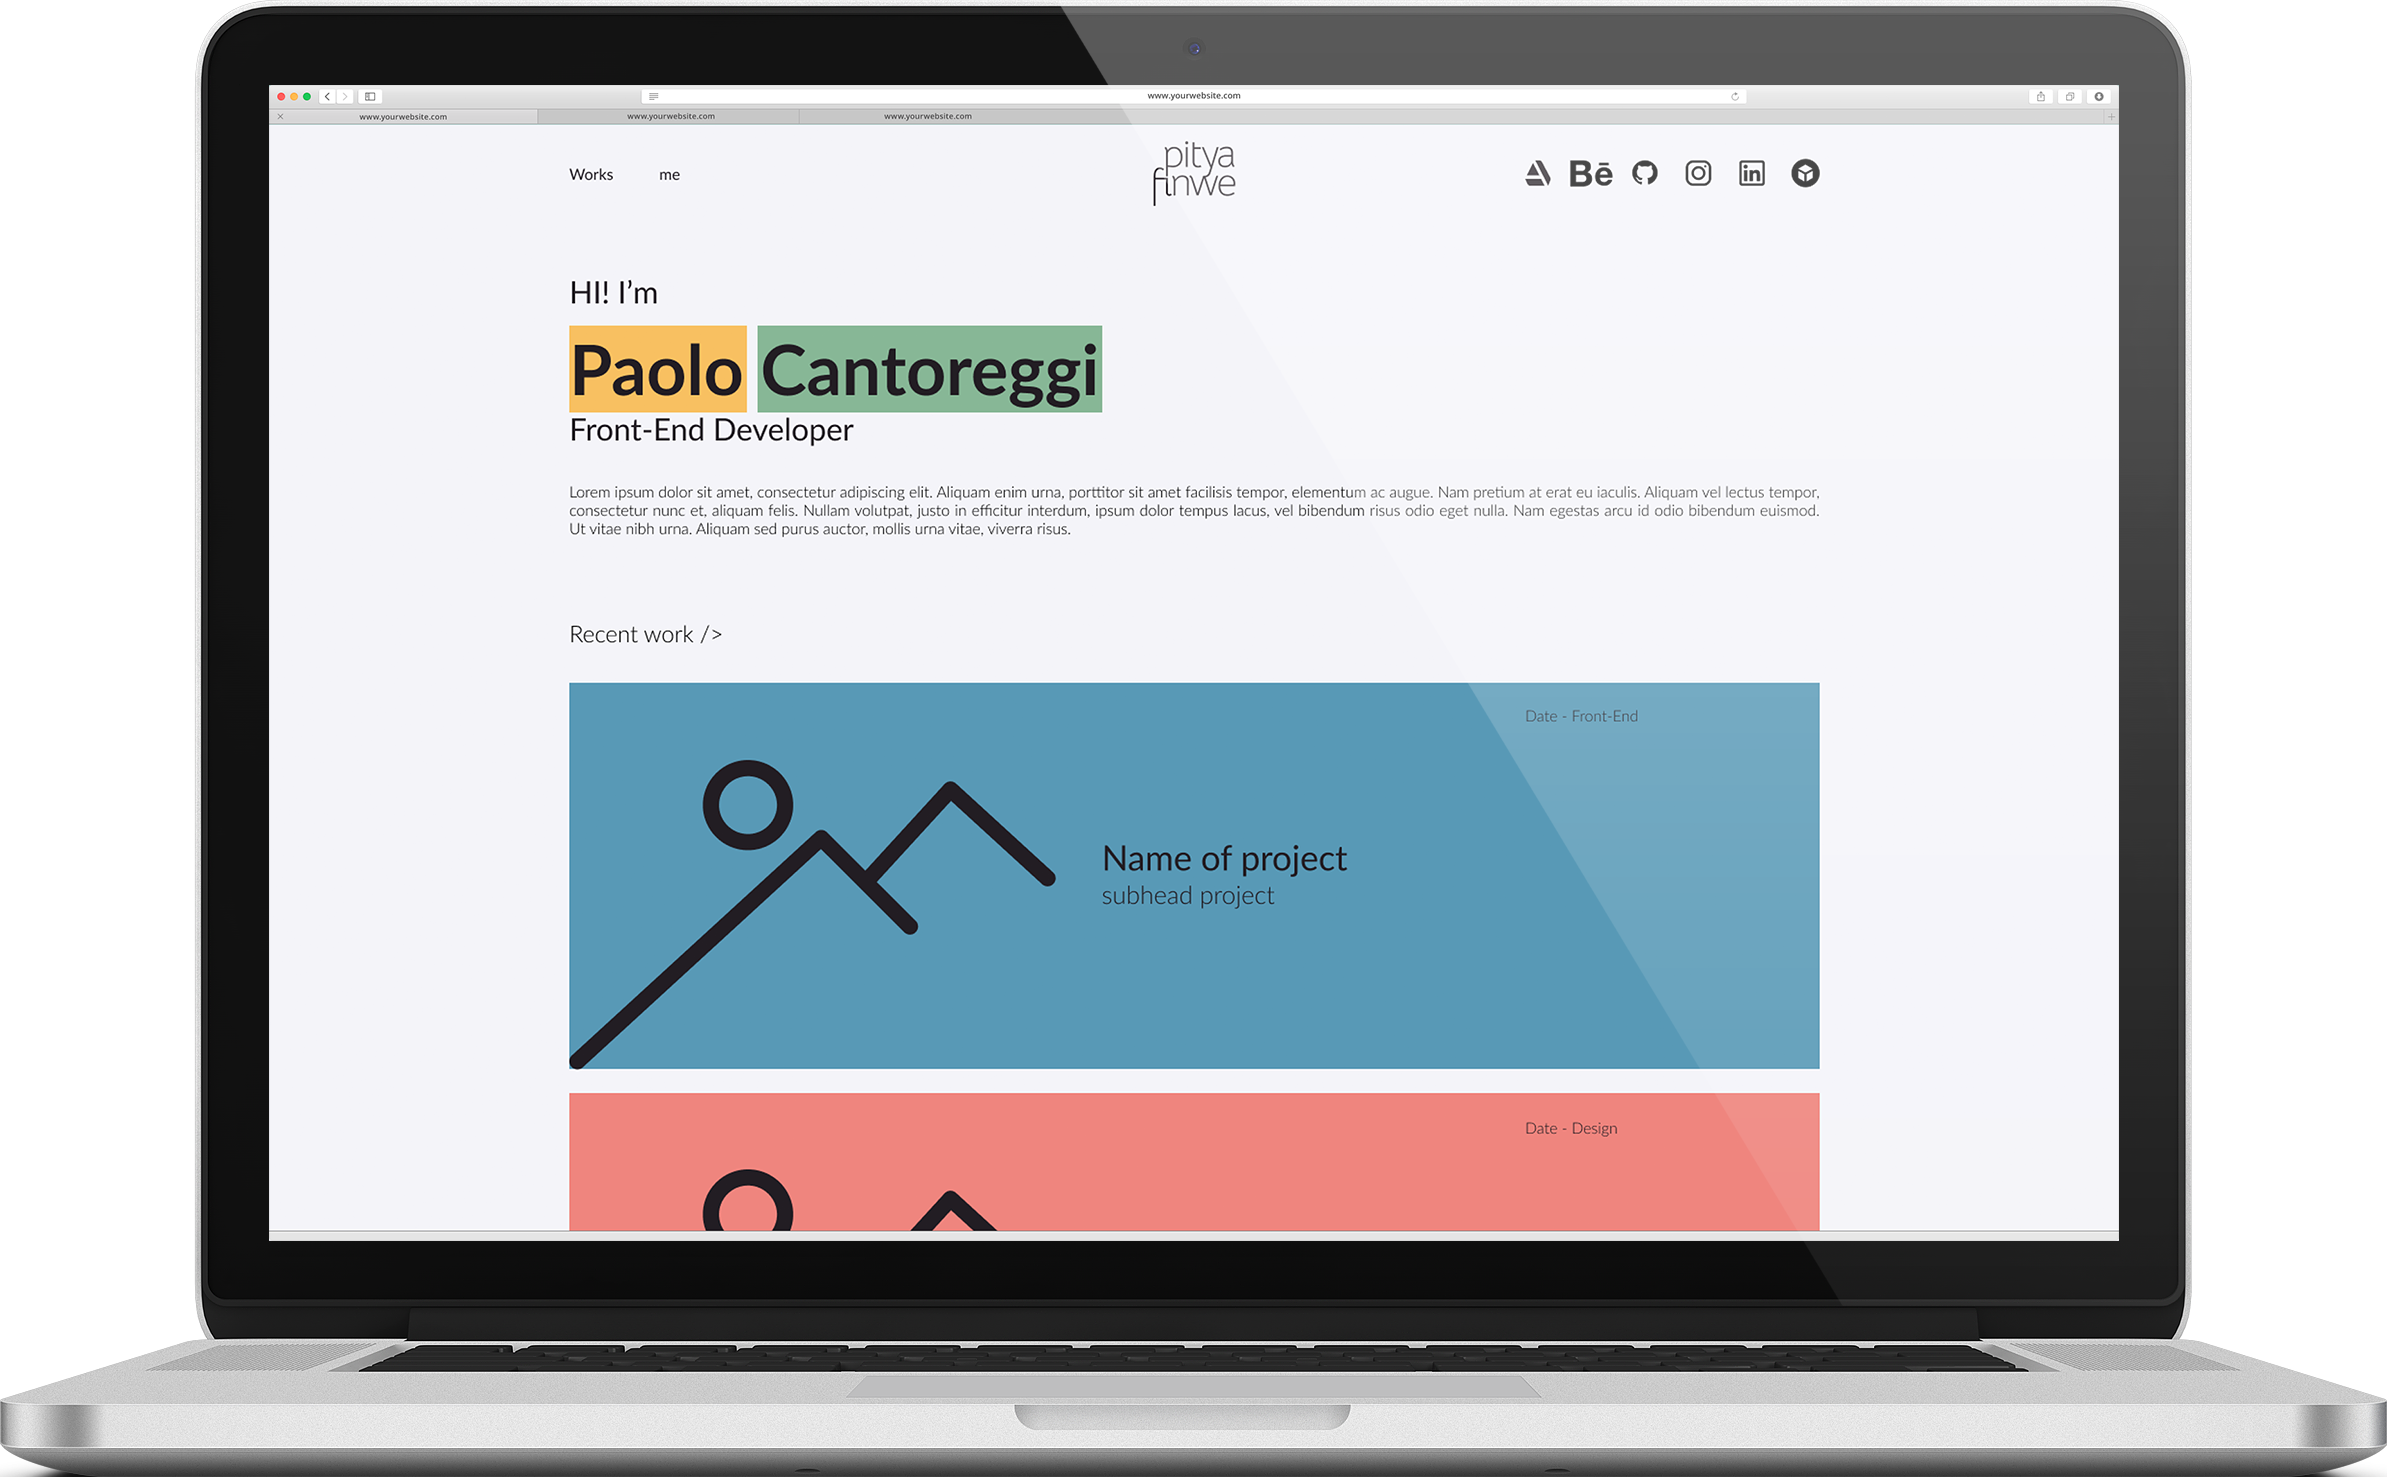 www.yourwebsite.com
www.yourwebsite.com
www.yourwebsite.com
www.yourwebsite.com
Works
me
pitya
finwe
Bē
in
HI! I’m
Paolo Cantoreggi
Front-End Developer
Lorem ipsum dolor sit amet, consectetur adipiscing elit. Aliquam enim urna, porttitor sit amet facilisis tempor, elementum ac augue. Nam pretium at erat eu iaculis. Aliquam vel lectus tempor,
consectetur nunc et, aliquam felis. Nullam volutpat, justo in efficitur interdum, ipsum dolor tempus lacus, vel bibendum risus odio eget nulla. Nam egestas arcu id odio bibendum euismod.
Ut vitae nibh urna. Aliquam sed purus auctor, mollis urna vitae, viverra risus.
Recent work />
Date - Front-End
Name of project
subhead project
Date - Design